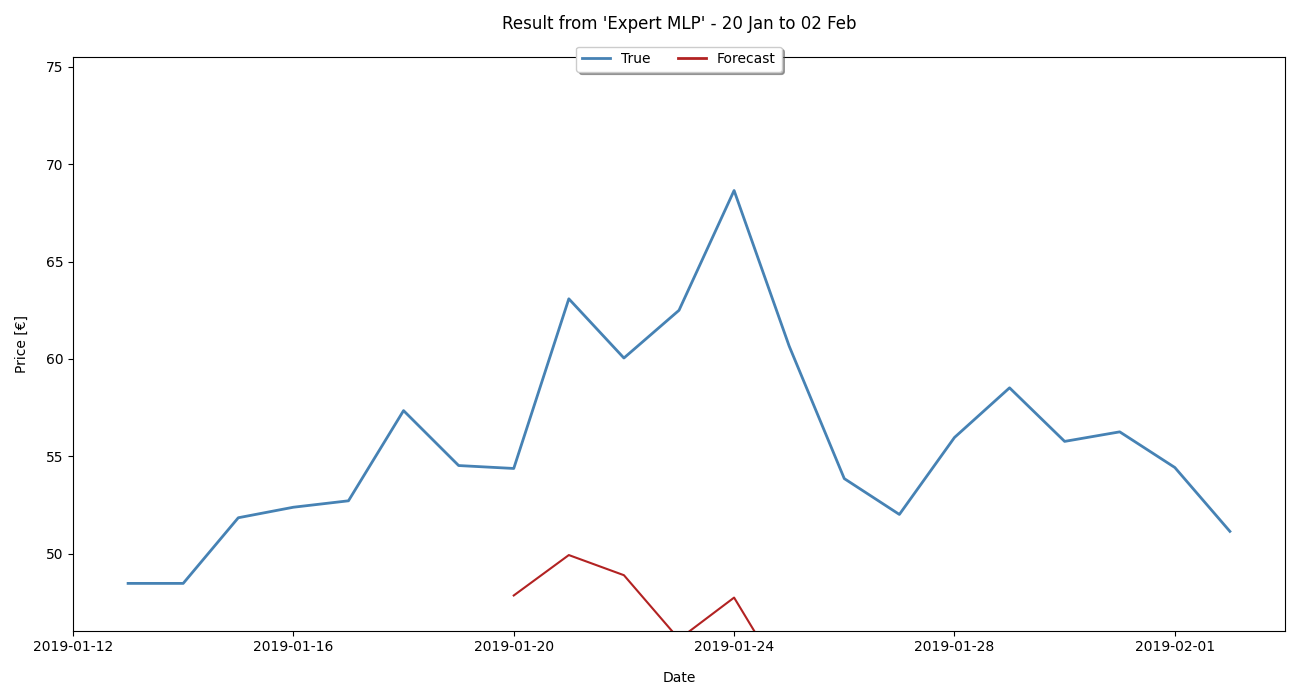 Result from 'Expert MLP' - 20 Jan to 02 Feb
True Forecast
75
70
65
60
55
50
Price [€]
2019-01-12 2019-01-16 2019-01-20 2019-01-24 2019-01-28 2019-02-01
Date